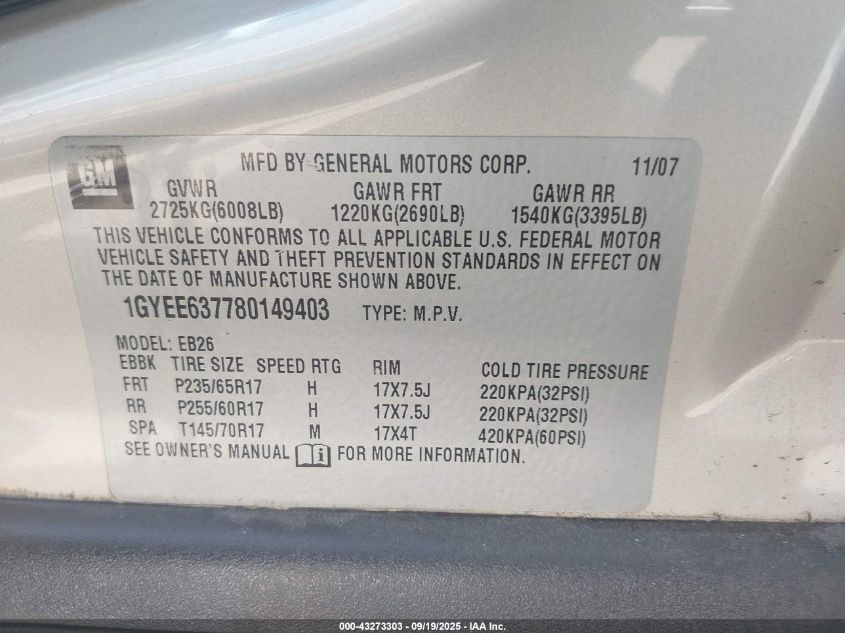 GM
MFD BY GENERAL MOTORS CORP. 11/07
GVWR GAWR FRT GAWR RR
2725KG(6008LB) 1220KG(2690LB) 1540KG(3395LB)
THIS VEHICLE CONFORMS TO ALL APPLICABLE U.S. FEDERAL MOTOR
VEHICLE SAFETY AND THEFT PREVENTION STANDARDS IN EFFECT ON
THE DATE OF MANUFACTURE SHOWN ABOVE.
1GYEE637780149403 TYPE: M.P.V.
MODEL: EB26
EBBK TIRE SIZE SPEED RTG RIM COLD TIRE PRESSURE
FRT P235/65R17 H 17X7.5J 220KPA(32PSI)
RR P255/60R17 H 17X7.5J 220KPA(32PSI)
SPA T145/70R17 M 17X4T 420KPA(60PSI)
SEE OWNER'S MANUAL i FOR MORE INFORMATION.
000-43273303 - 09/19/2025 - IAA Inc.